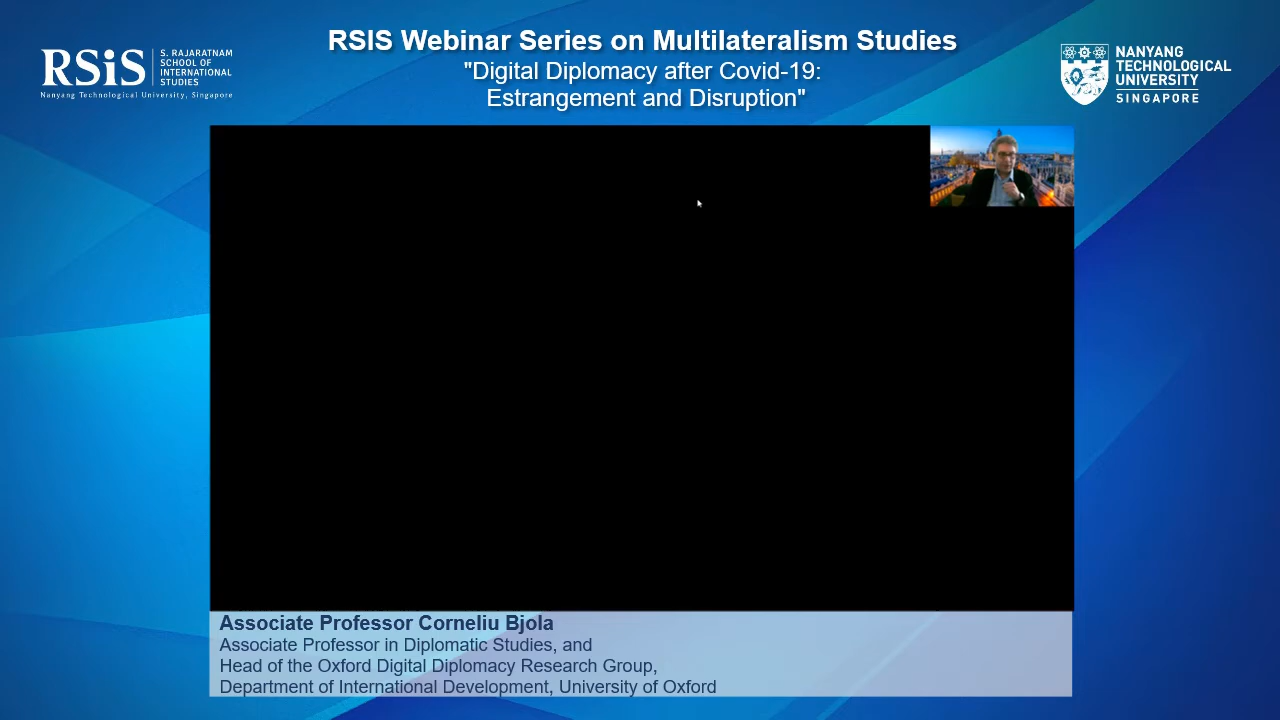 RSiS
S. RAJARATNAM
SCHOOL OF
INTERNATIONAL
STUDIES
Nanyang Technological University, Singapore
RSIS Webinar Series on Multilateralism Studies
"Digital Diplomacy after Covid-19:
Estrangement and Disruption"
NANYANG
TECHNOLOGICAL
UNIVERSITY
SINGAPORE
Associate Professor Corneliu Bjola
Associate Professor in Diplomatic Studies, and
Head of the Oxford Digital Diplomacy Research Group,
Department of International Development, University of Oxford